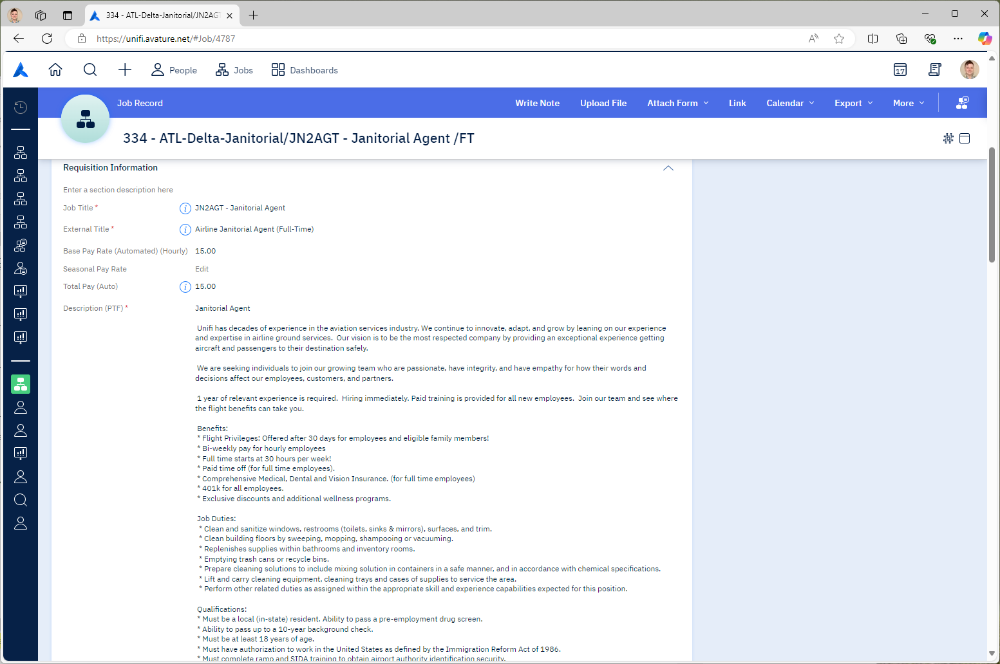 334 - ATL-Delta-Janitorial/JN2AGT
https://unifi.avature.net/#Job/4787
People
Jobs
Dashboards
17
Job Record
Write Note
Upload File
Attach Form
Link
Calendar
Export
More
334 - ATL-Delta-Janitorial/JN2AGT - Janitorial Agent /FT
Requisition Information
Enter a section description here
Job Title * JN2AGT - Janitorial Agent
External Title * Airline Janitorial Agent (Full-Time)
Base Pay Rate (Automated) (Hourly) 15.00
Seasonal Pay Rate Edit
Total Pay (Auto) 15.00
Description (PTF) * Janitorial Agent
Unifi has decades of experience in the aviation services industry. We continue to innovate, adapt, and grow by leaning on our experience
and expertise in airline ground services.  Our vision is to be the most respected company by providing an exceptional experience getting
aircraft and passengers to their destination safely.
We are seeking individuals to join our growing team who are passionate, have integrity, and have empathy for how their words and
decisions affect our employees, customers, and partners.
1 year of relevant experience is required.  Hiring immediately. Paid training is provided for all new employees.  Join our team and see where
the flight benefits can take you.
Benefits:
* Flight Privileges: Offered after 30 days for employees and eligible family members!
* Bi-weekly pay for hourly employees
* Full time starts at 30 hours per week!
* Paid time off (for full time employees).
* Comprehensive Medical, Dental and Vision Insurance. (for full time employees)
* 401k for all employees.
* Exclusive discounts and additional wellness programs.
Job Duties:
* Clean and sanitize windows, restrooms (toilets, sinks & mirrors), surfaces, and trim.
* Clean building floors by sweeping, mopping, shampooing or vacuuming.
* Replenishes supplies within bathrooms and inventory rooms.
* Emptying trash cans or recycle bins.
* Prepare cleaning solutions to include mixing solution in containers in a safe manner, and in accordance with chemical specifications.
* Lift and carry cleaning equipment, cleaning trays and cases of supplies to service the area.
* Perform other related duties as assigned within the appropriate skill and experience capabilities expected for this position.
Qualifications:
* Must be a local (in-state) resident. Ability to pass a pre-employment drug screen.
* Ability to pass up to a 10-year background check.
* Must be at least 18 years of age.
* Must have authorization to work in the United States as defined by the Immigration Reform Act of 1986.
* Must complete ramp and SIDA training to obtain airport authority identification security.